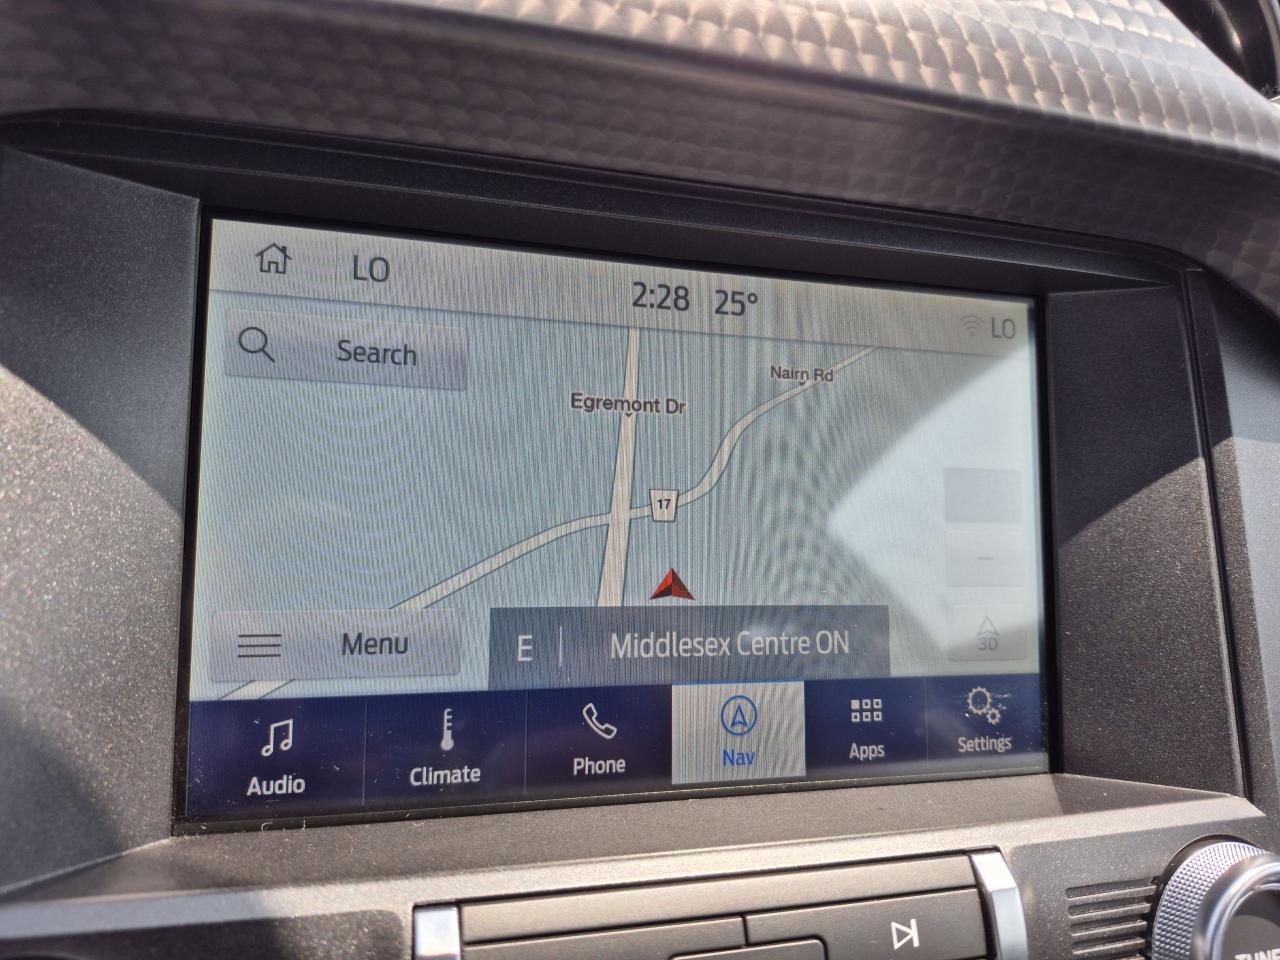 LO
2:28 25°
LO
Search
Nairn Rd
Egremont Dr
17
3D
Menu
E | Middlesex Centre ON
Audio
Climate
Phone
Nav
Apps
Settings
TUNE